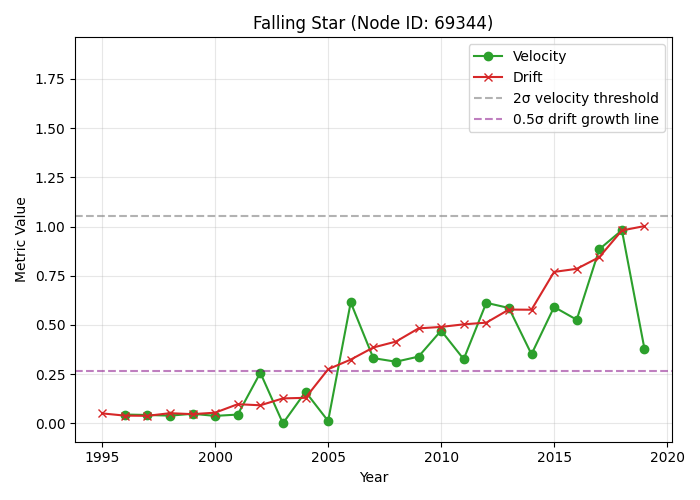 Falling Star (Node ID: 69344)
Velocity
Drift
2σ velocity threshold
0.5σ drift growth line
Metric Value
1.75
1.50
1.25
1.00
0.75
0.50
0.25
0.00
1995
2000
2005
2010
2015
2020
Year